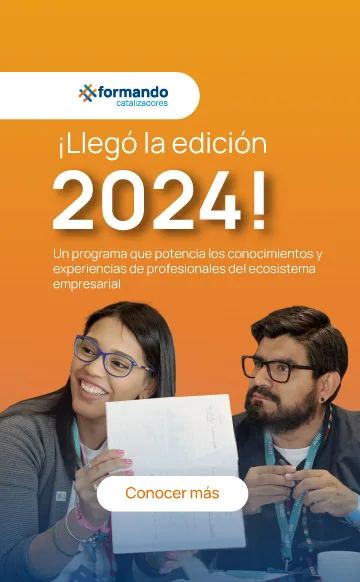 formando
catalizadores
¡Llegó la edición
2024!
Un programa que potencia los conocimientos y
experiencias de profesionales del ecosistema
empresarial
Conocer más